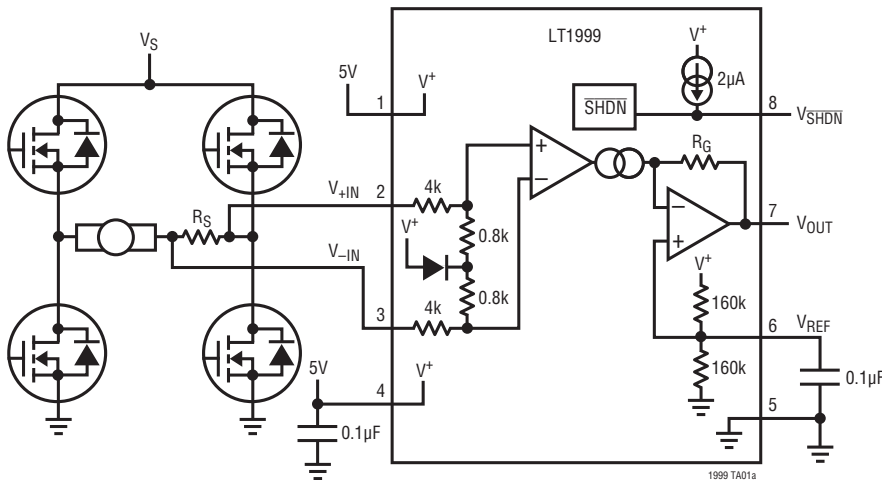 LT1999
V+
VS
5V
V+
2µA
1
SHDN
8
VSHDN
RG
V+IN
2
4k
+
−
RS
V+
0.8k
−
+
7
VOUT
V–IN
0.8k
V+
160k
3
4k
6
VREF
5V
4
V+
160k
0.1µF
5
0.1µF
1999 TA01a